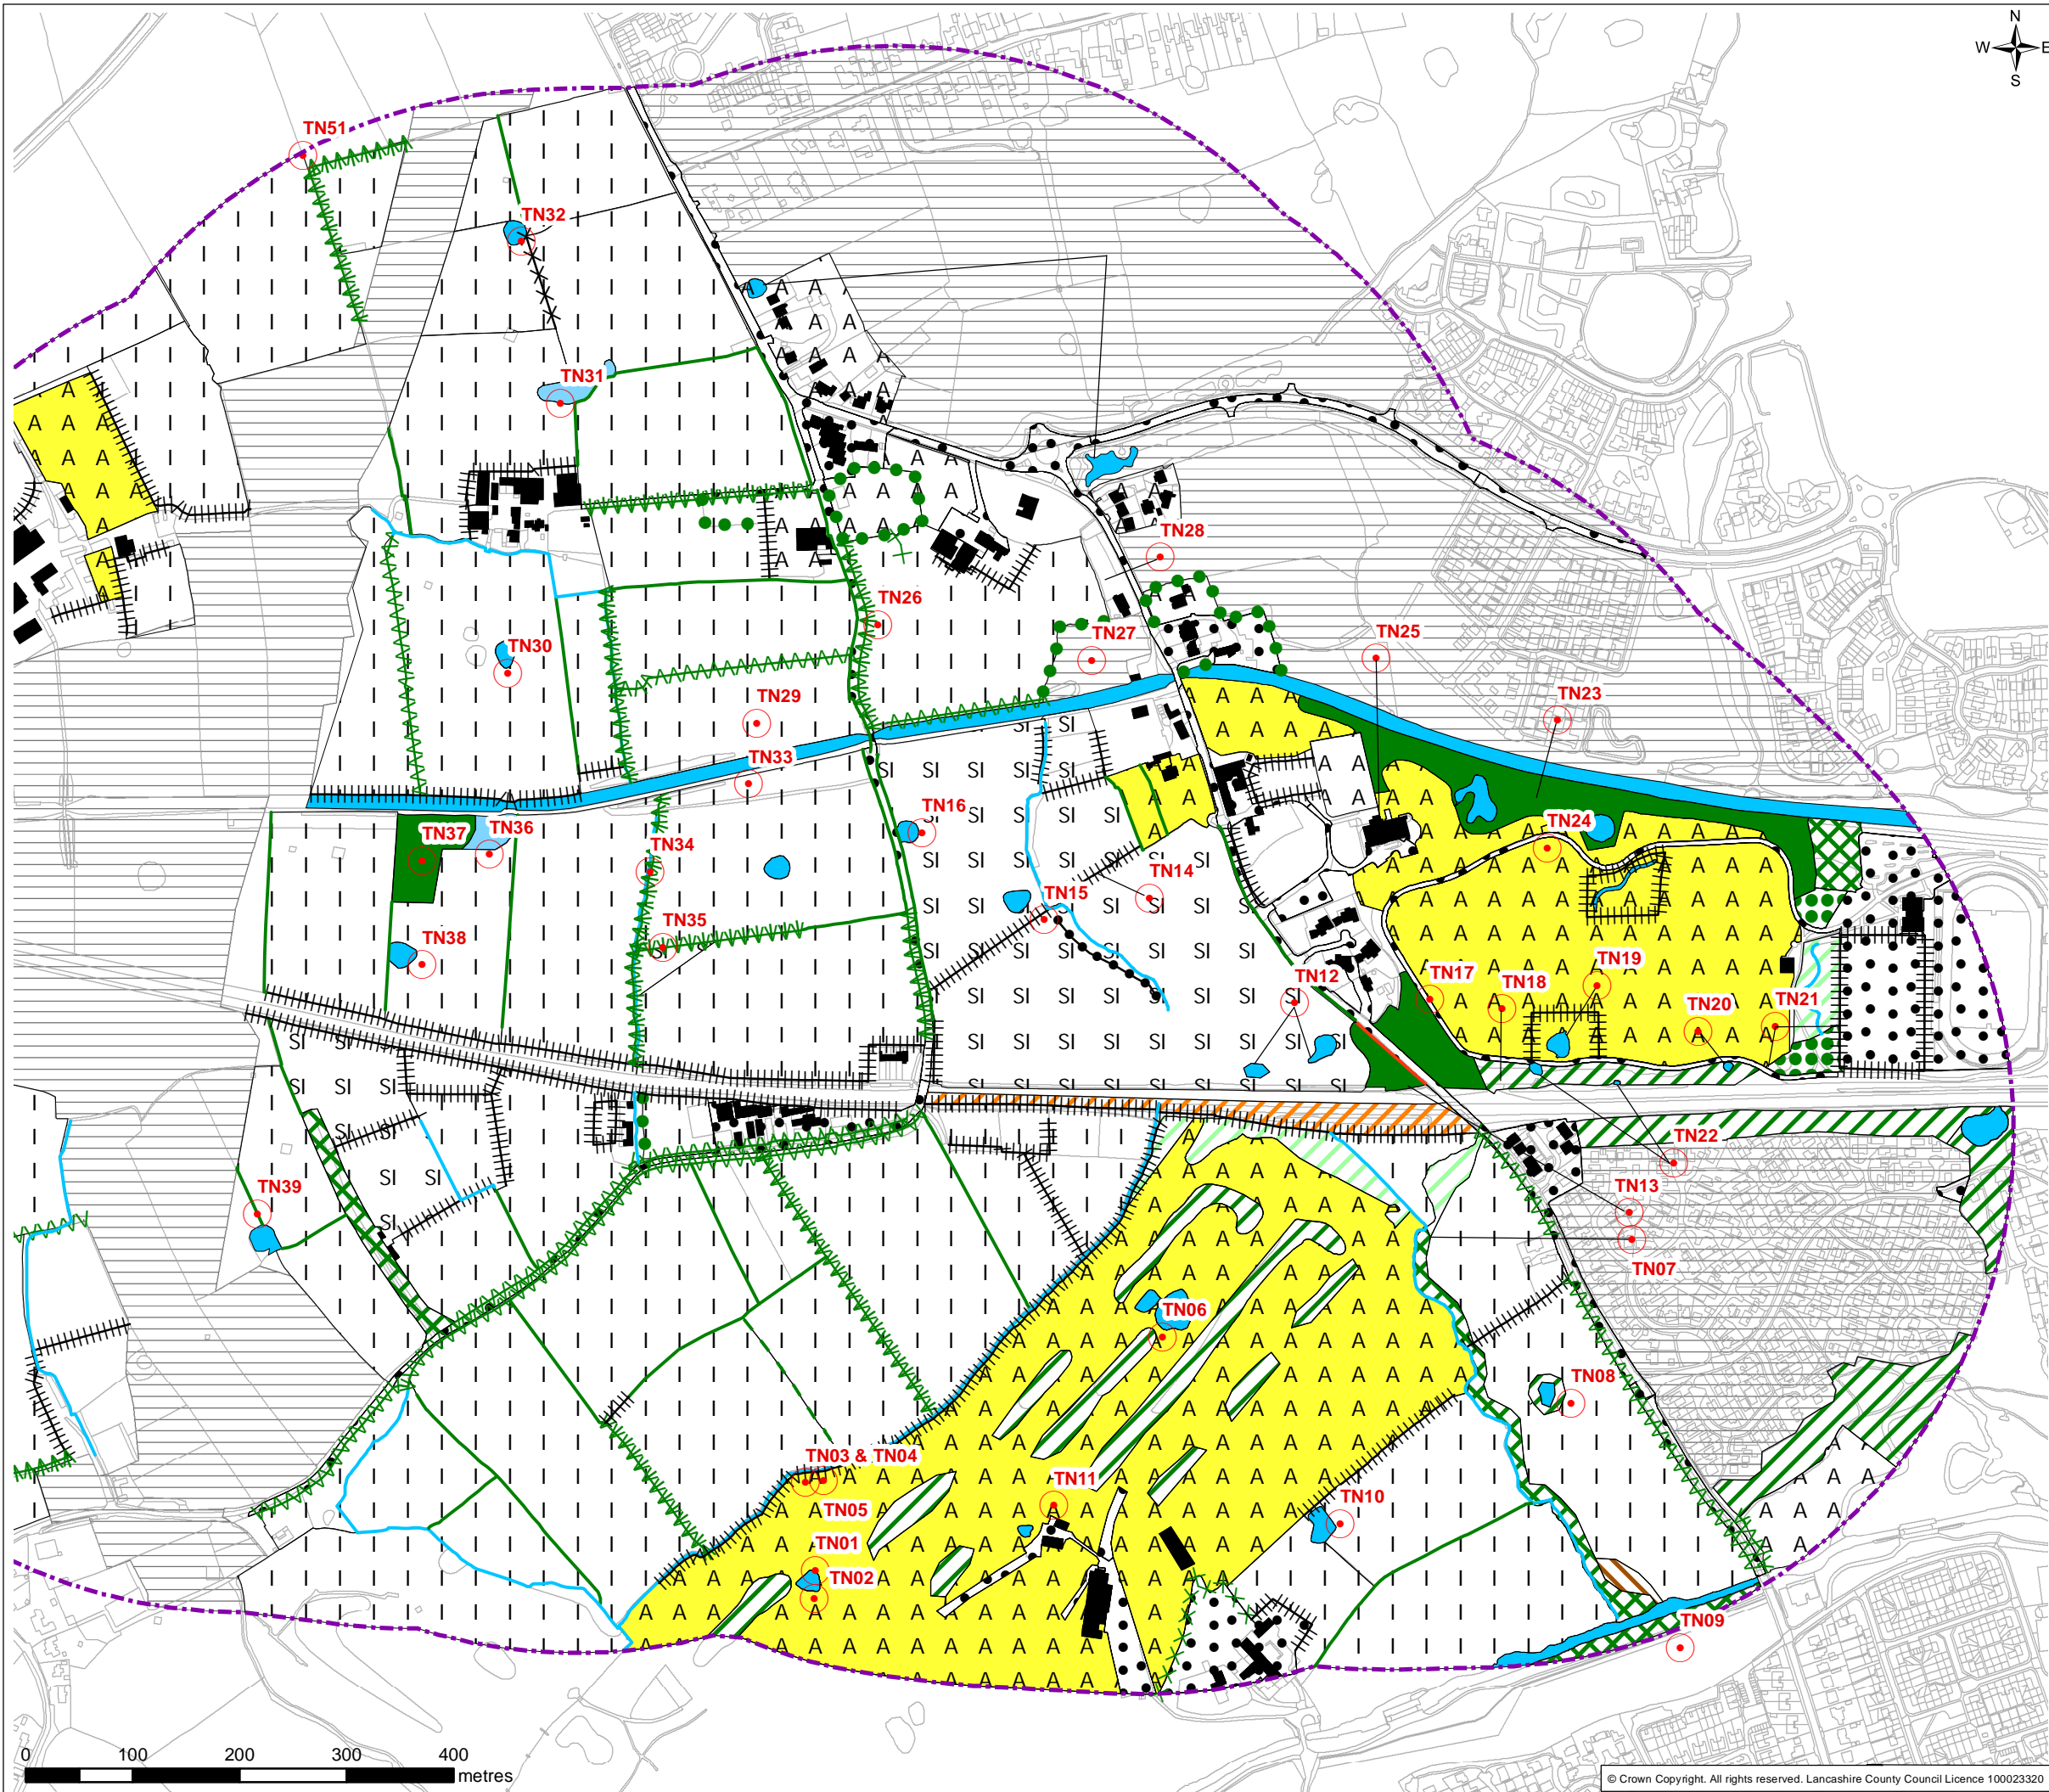 N
W E
S
TN51
TN32
TN31
TN28
TN26
TN27
TN25
TN30
TN29
TN23
TN33
TN16
TN24
TN37
TN36
TN34
TN14
TN15
TN35
TN38
TN12
TN17
TN18
TN19
TN20
TN21
TN22
TN13
TN39
TN07
TN06
TN08
TN03 & TN04
TN05
TN11
TN10
TN01
TN02
TN09
0 100 200 300 400
metres
© Crown Copyright. All rights reserved. Lancashire County Council Licence 100023320